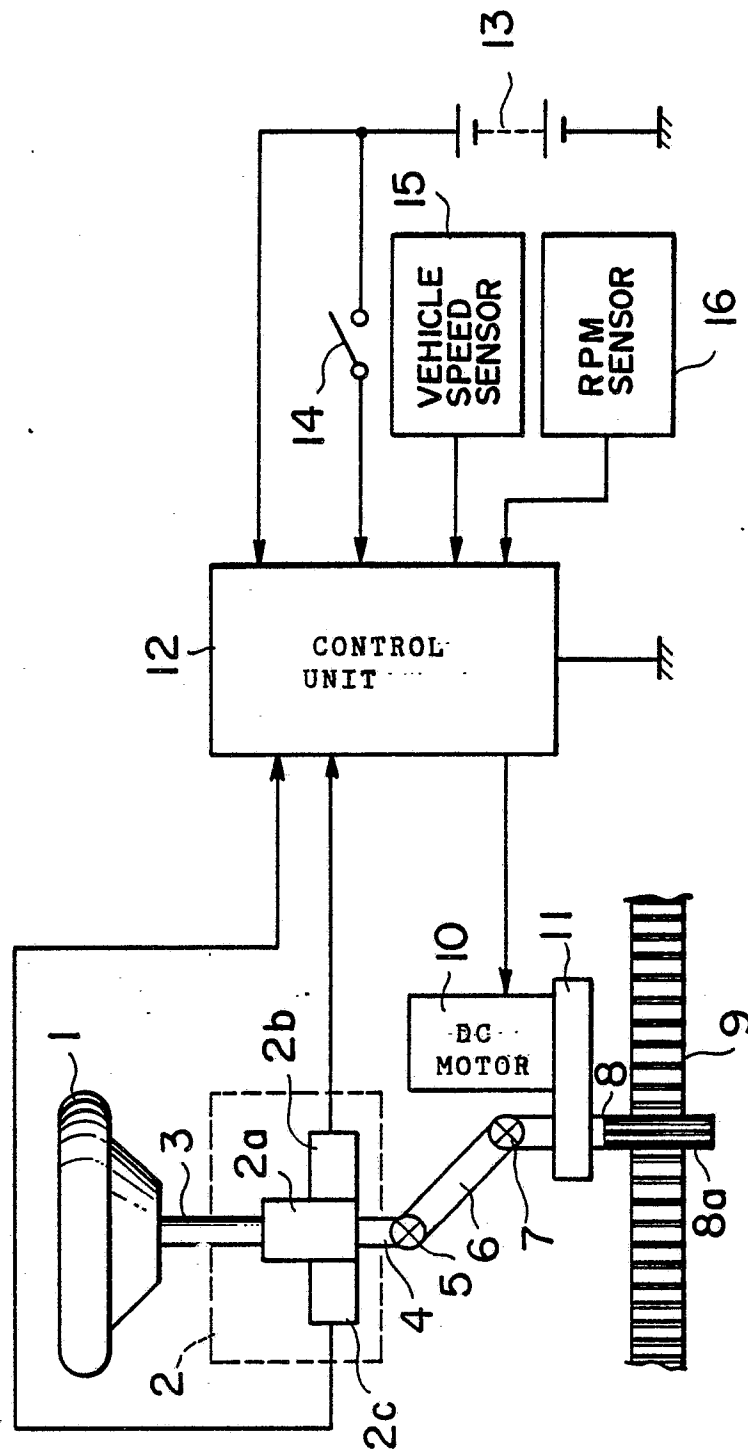 1
3
2
2a
2b
2c
4
5
6
7
8
8a
9
10
DC
MOTOR
11
12
CONTROL
UNIT
13
14
15
VEHICLE
SPEED
SENSOR
RPM
SENSOR
16